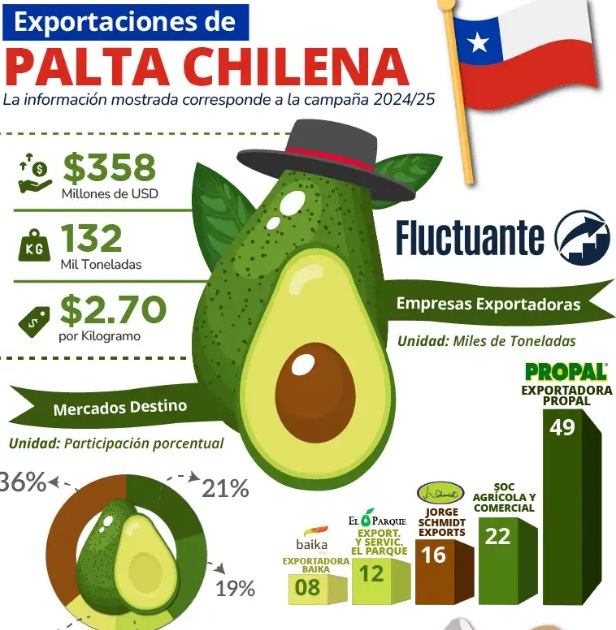 Exportaciones de
PALTA CHILENA
La información mostrada corresponde a la campaña 2024/25
$358
Millones de USD
KG
132
Mil Toneladas
$
$2.70
por Kilogramo
Fluctuante
Empresas Exportadoras
Unidad: Miles de Toneladas
Mercados Destino
Unidad: Participación porcentual
36%
21%
19%
baika
EXPORTADORA
BAIKA
08
EL PARQUE
EXPORT.
Y SERVIC.
EL PARQUE
12
JORGE
SCHMIDT
EXPORTS
16
SOC
AGRÍCOLA Y
COMERCIAL
22
PROPAL
EXPORTADORA
PROPAL
49